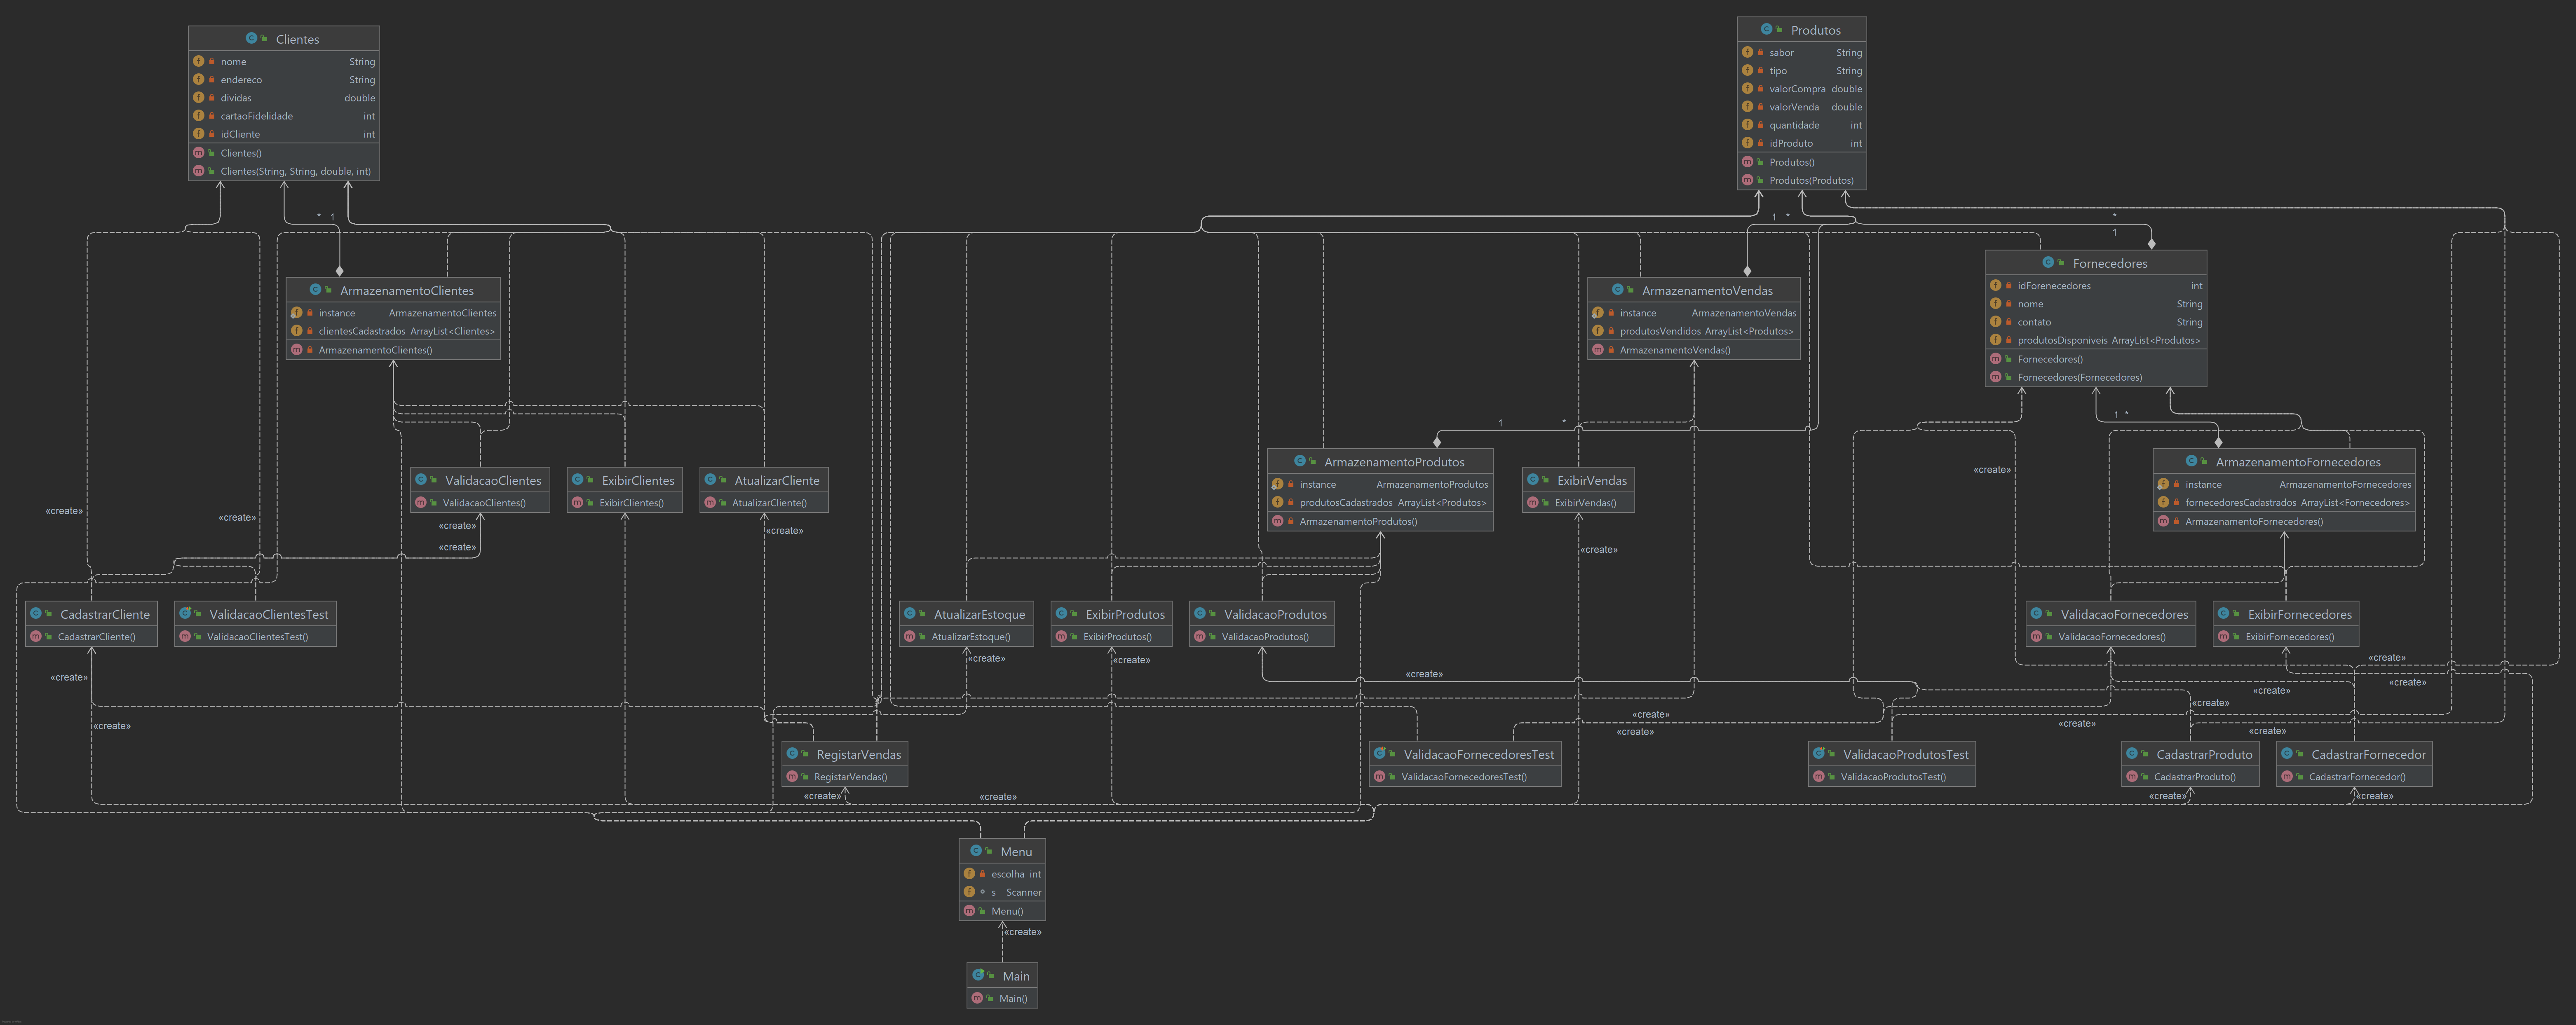 Clientes
nome String
endereco String
dividas double
cartaoFidelidade int
idCliente int
Clientes()
Clientes(String, String, double, int)
Produtos
sabor String
tipo String
valorCompra double
valorVenda double
quantidade int
idProduto int
Produtos()
Produtos(Produtos)
* 1
1 *
*
1
ArmazenamentoClientes
instance ArmazenamentoClientes
clientesCadastrados ArrayList<Clientes>
ArmazenamentoClientes()
ArmazenamentoVendas
instance ArmazenamentoVendas
produtosVendidos ArrayList<Produtos>
ArmazenamentoVendas()
Fornecedores
idForenecedores int
nome String
contato String
produtosDisponiveis ArrayList<Produtos>
Fornecedores()
Fornecedores(Fornecedores)
1 *
1 *
ValidacaoClientes
ValidacaoClientes()
ExibirClientes
ExibirClientes()
AtualizarCliente
AtualizarCliente()
ArmazenamentoProdutos
instance ArmazenamentoProdutos
produtosCadastrados ArrayList<Produtos>
ArmazenamentoProdutos()
ExibirVendas
ExibirVendas()
«create»
ArmazenamentoFornecedores
instance ArmazenamentoFornecedores
fornecedoresCadastrados ArrayList<Fornecedores>
ArmazenamentoFornecedores()
«create»
«create»
«create»
«create»
«create»
«create»
CadastrarCliente
CadastrarCliente()
ValidacaoClientesTest
ValidacaoClientesTest()
AtualizarEstoque
AtualizarEstoque()
ExibirProdutos
ExibirProdutos()
ValidacaoProdutos
ValidacaoProdutos()
ValidacaoFornecedores
ValidacaoFornecedores()
ExibirFornecedores
ExibirFornecedores()
«create»
«create»
«create»
«create»
«create»
«create»
«create»
«create»
«create»
«create»
«create»
«create»
«create»
«create»
RegistarVendas
RegistarVendas()
ValidacaoFornecedoresTest
ValidacaoFornecedoresTest()
ValidacaoProdutosTest
ValidacaoProdutosTest()
CadastrarProduto
CadastrarProduto()
CadastrarFornecedor
CadastrarFornecedor()
«create»
«create»
«create»
«create»
Menu
escolha int
s Scanner
Menu()
«create»
Main
Main()